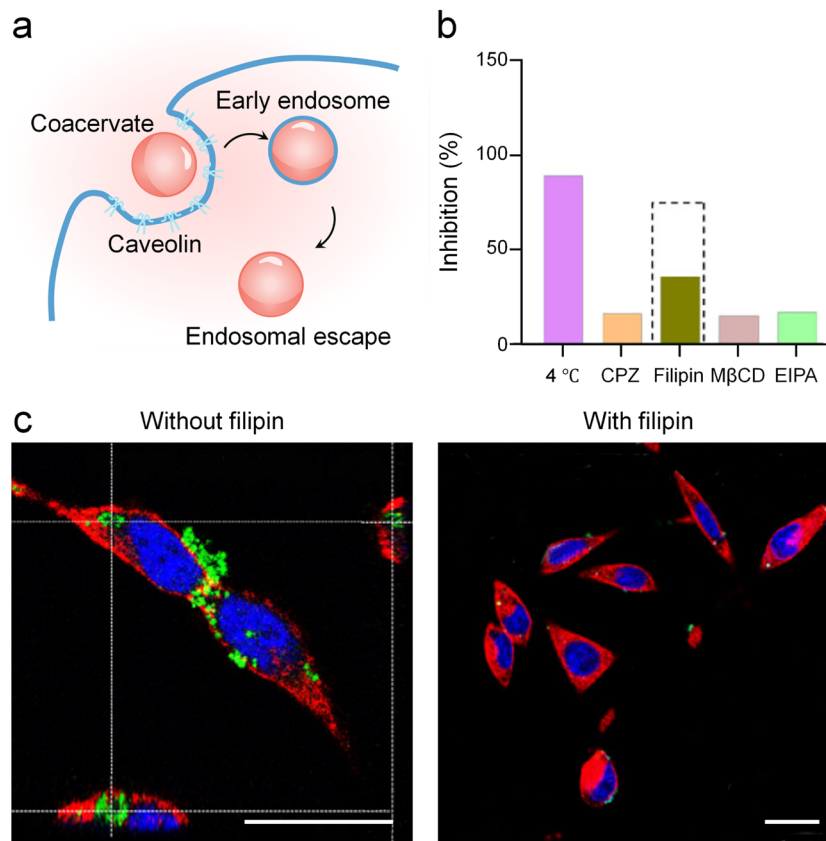 a
Coacervate
Early endosome
Caveolin
Endosomal escape
b
Inhibition (%)
150
100
50
0
4 ℃ CPZ Filipin MβCD EIPA
c
Without filipin
With filipin